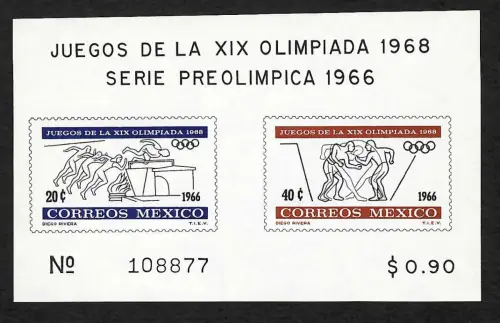 JUEGOS DE LA XIX OLIMPIADA 1968
SERIE PREOLIMPICA 1966
JUEGOS DE LA XIX OLIMPIADA 1968
20 ¢
1966
CORREOS MEXICO
DIEGO RIVERA T.I.E.V.
JUEGOS DE LA XIX OLIMPIADA 1968
40 ¢
1966
CORREOS MEXICO
DIEGO RIVERA T.I.E.V.
Nº 108877 $0.90